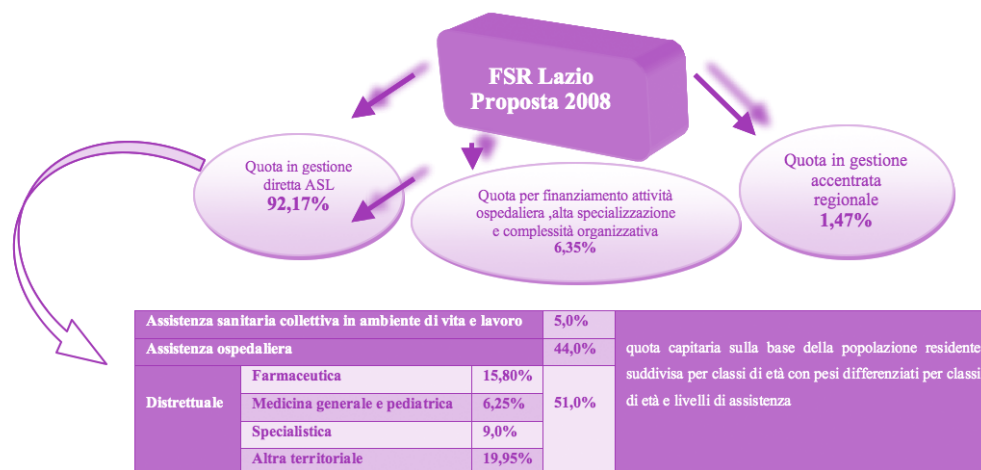 FSR Lazio
Proposta 2008
Quota in gestione
diretta ASL
92,17%
Quota per finanziamento attività
ospedaliera ,alta specializzazione
e complessità organizzativa
6,35%
Quota in gestione
accentrata
regionale
1,47%
Assistenza sanitaria collettiva in ambiente di vita e lavoro 5,0%
Assistenza ospedaliera 44,0%
Distrettuale
Farmaceutica 15,80%
Medicina generale e pediatrica 6,25%
Specialistica 9,0%
Altra territoriale 19,95%
51,0%
quota capitaria sulla base della popolazione residente
suddivisa per classi di età con pesi differenziati per classi
di età e livelli di assistenza